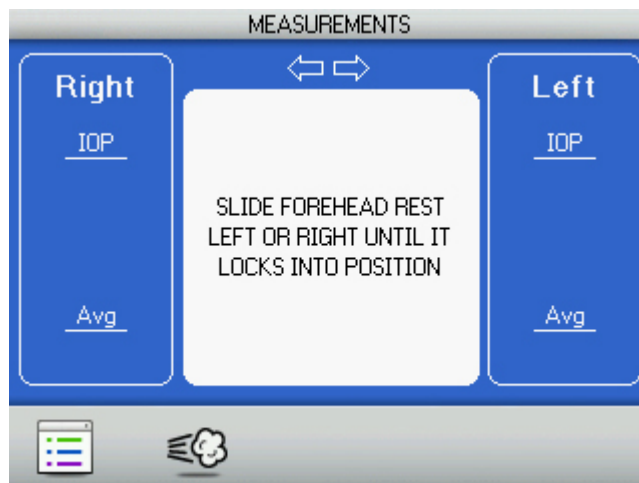 MEASUREMENTS
Right
IOP
Avg
SLIDE FOREHEAD REST
LEFT OR RIGHT UNTIL IT
LOCKS INTO POSITION
Left
IOP
Avg